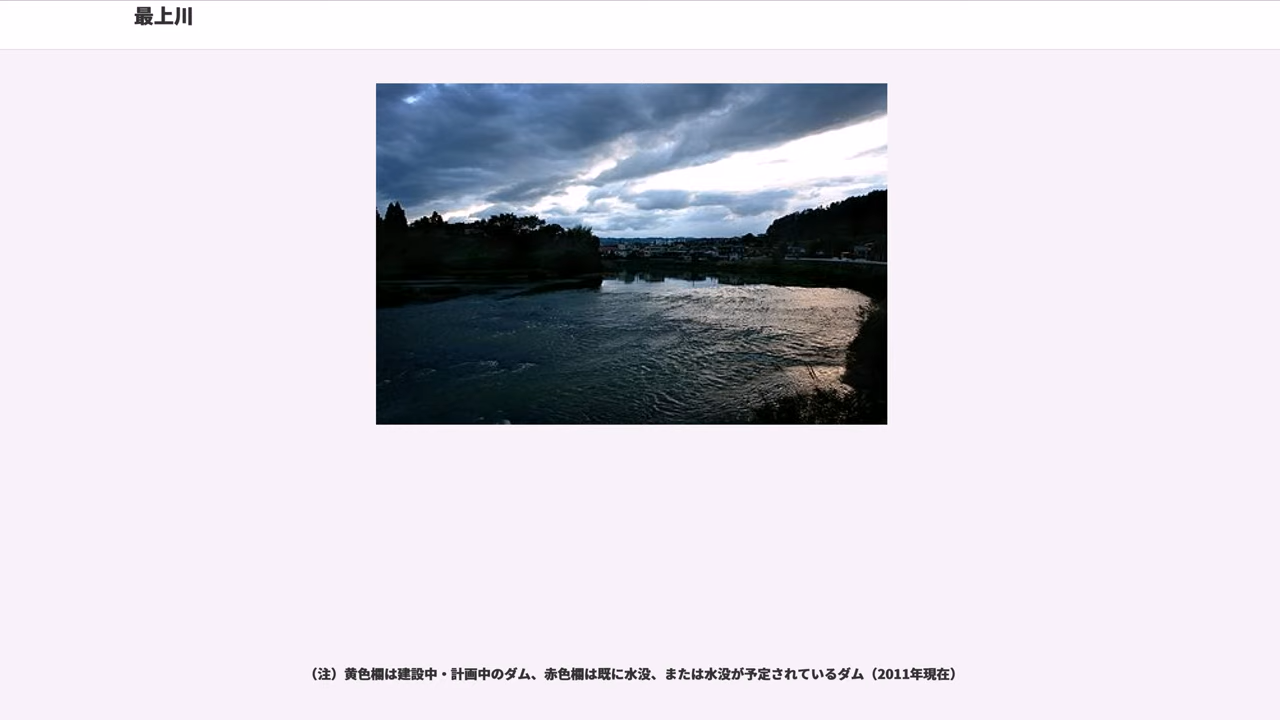 最上川
（注）黄色欄は建設中・計画中のダム、赤色欄は既に水没、または水没が予定されているダム（2011年現在）